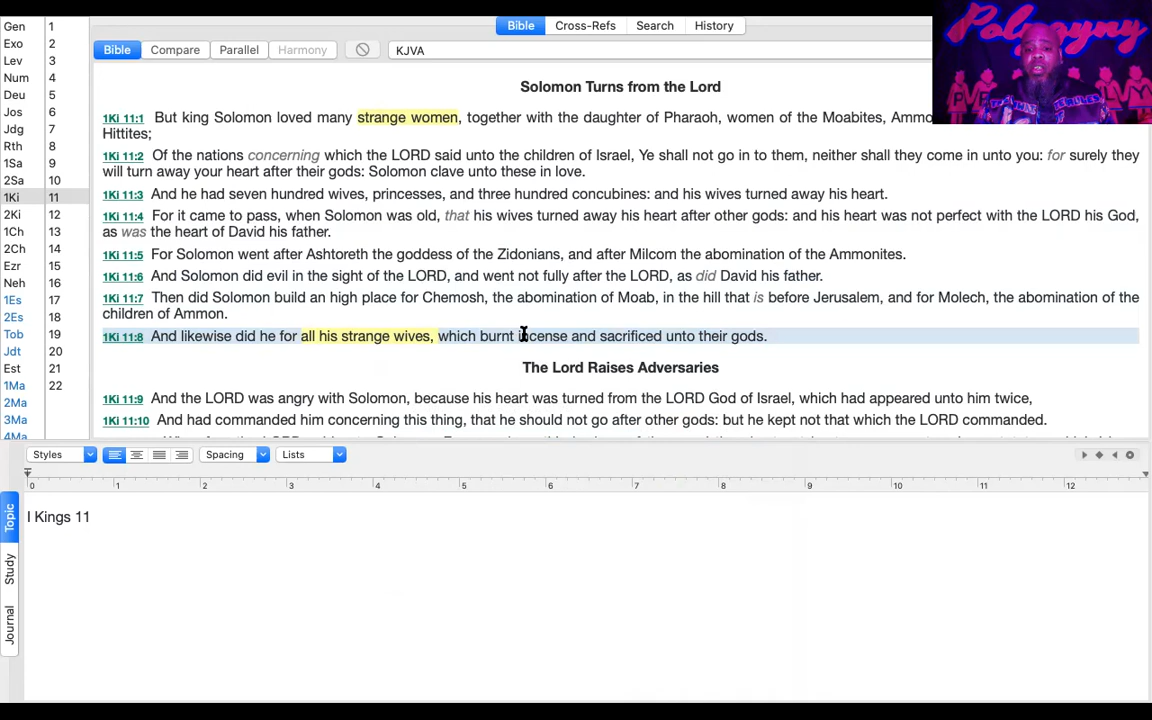 Gen 1
Exo 2
Lev 3
Num 4
Deu 5
Jos 6
Jdg 7
Rth 8
1Sa 9
2Sa 10
1Ki 11
2Ki 12
1Ch 13
2Ch 14
Ezr 15
Neh 16
1Es 17
2Es 18
Tob 19
Jdt 20
Est 21
1Ma 22
2Ma
3Ma
4Ma
Bible Cross-Refs Search History
Bible Compare Parallel Harmony KJVA
Polygyny
Solomon Turns from the Lord
1Ki 11:1 But king Solomon loved many strange women, together with the daughter of Pharaoh, women of the Moabites, Ammo
Hittites;
1Ki 11:2 Of the nations concerning which the LORD said unto the children of Israel, Ye shall not go in to them, neither shall they come in unto you: for surely they
will turn away your heart after their gods: Solomon clave unto these in love.
1Ki 11:3 And he had seven hundred wives, princesses, and three hundred concubines: and his wives turned away his heart.
1Ki 11:4 For it came to pass, when Solomon was old, that his wives turned away his heart after other gods: and his heart was not perfect with the LORD his God,
as was the heart of David his father.
1Ki 11:5 For Solomon went after Ashtoreth the goddess of the Zidonians, and after Milcom the abomination of the Ammonites.
1Ki 11:6 And Solomon did evil in the sight of the LORD, and went not fully after the LORD, as did David his father.
1Ki 11:7 Then did Solomon build an high place for Chemosh, the abomination of Moab, in the hill that is before Jerusalem, and for Molech, the abomination of the
children of Ammon.
1Ki 11:8 And likewise did he for all his strange wives, which burnt incense and sacrificed unto their gods.
The Lord Raises Adversaries
1Ki 11:9 And the LORD was angry with Solomon, because his heart was turned from the LORD God of Israel, which had appeared unto him twice,
1Ki 11:10 And had commanded him concerning this thing, that he should not go after other gods: but he kept not that which the LORD commanded.
Styles Spacing Lists
0 1 2 3 4 5 6 7 8 9 10 11 12
Topic
Study
Journal
I Kings 11